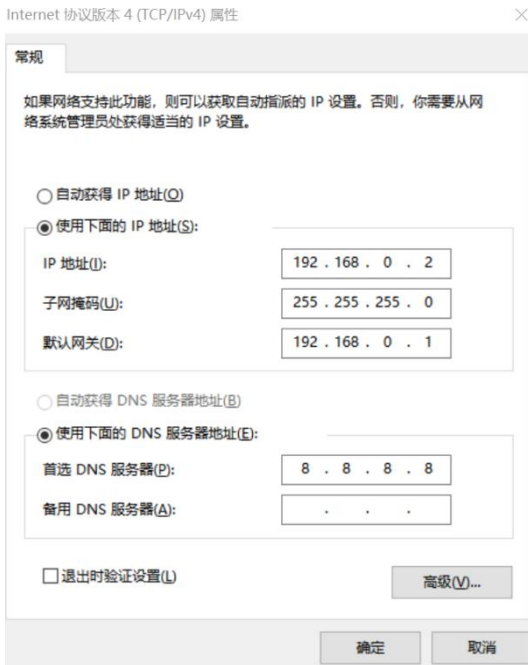 Internet 协议版本 4 (TCP/IPv4) 属性
常规
如果网络支持此功能，则可以获取自动指派的 IP 设置。否则，你需要从网
络系统管理员处获得适当的 IP 设置。
自动获得 IP 地址(O)
使用下面的 IP 地址(S):
IP 地址(I): 192 . 168 . 0 . 2
子网掩码(U): 255 . 255 . 255 . 0
默认网关(D): 192 . 168 . 0 . 1
自动获得 DNS 服务器地址(B)
使用下面的 DNS 服务器地址(E):
首选 DNS 服务器(P): 8 . 8 . 8 . 8
备用 DNS 服务器(A): . . .
退出时验证设置(L)
高级(V)...
确定 取消